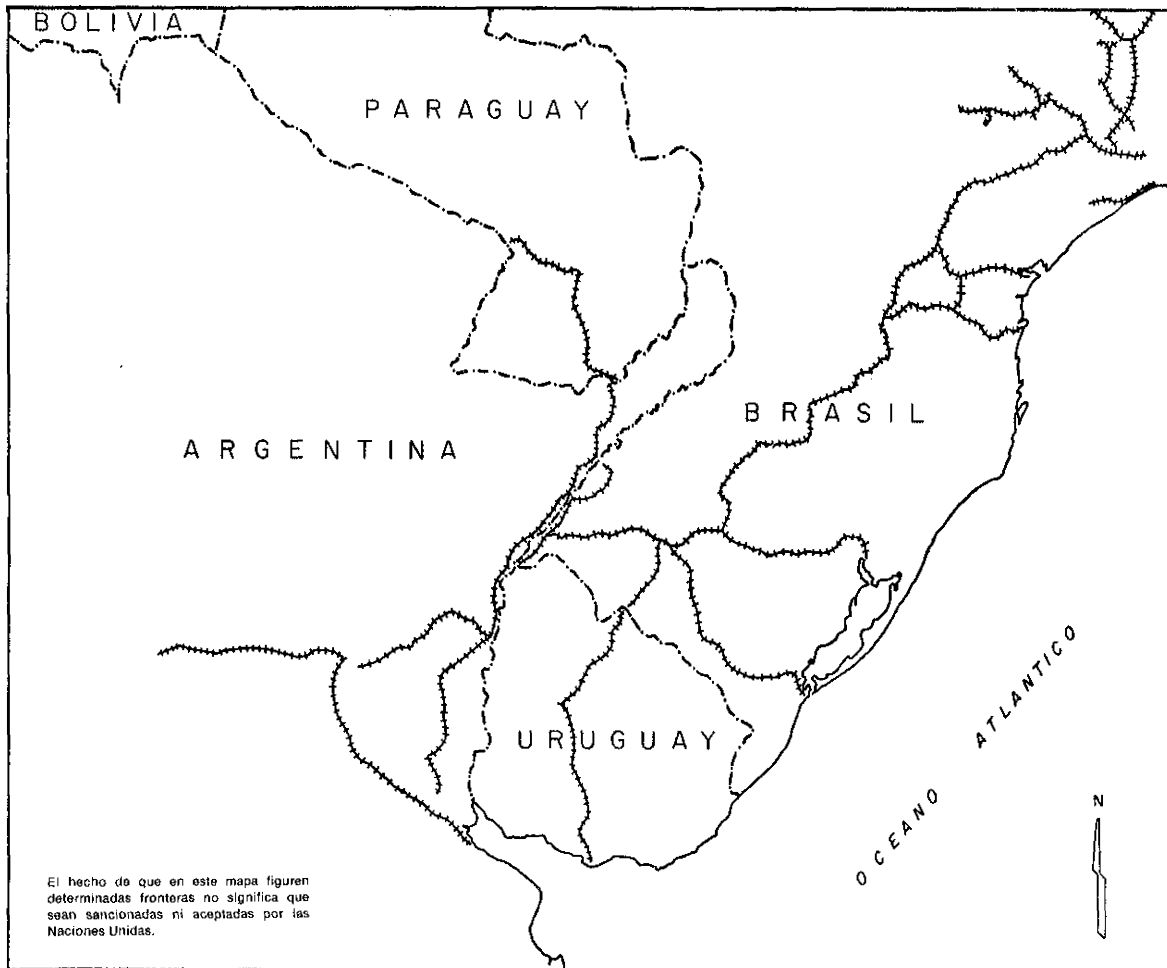 BOLIVIA
PARAGUAY
BRASIL
ARGENTINA
URUGUAY
OCEANO ATLANTICO
N
El hecho de que en este mapa figuren
determinadas fronteras no significa que
sean sancionadas ni aceptadas por las
Naciones Unidas.